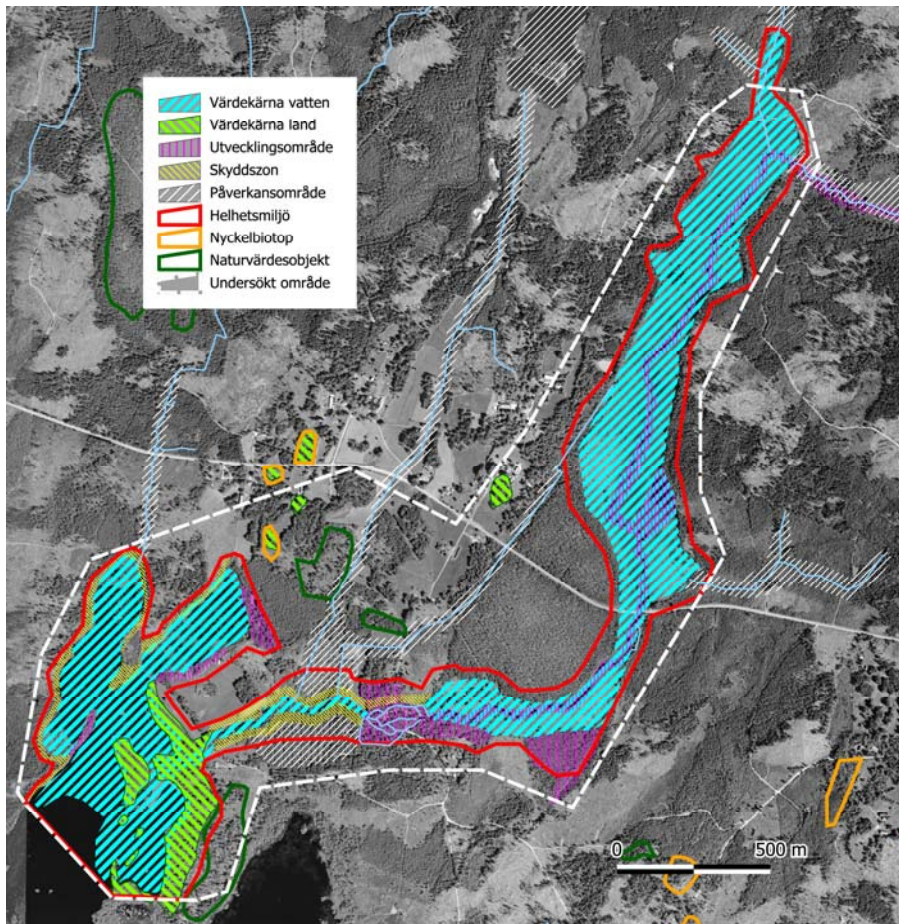 Värdekärna vatten
Värdekärna land
Utvecklingsområde
Skyddszon
Påverkansområde
Helhetsmiljö
Nyckelbiotop
Naturvärdesobjekt
Undersökt område
0 500 m